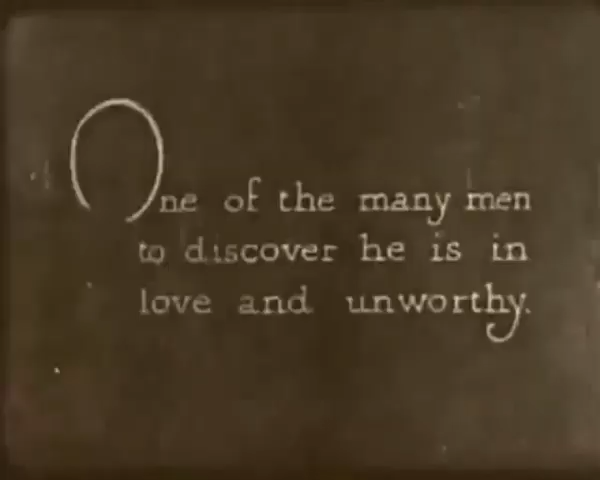 One of the many men
to discover he is in
love and unworthy.